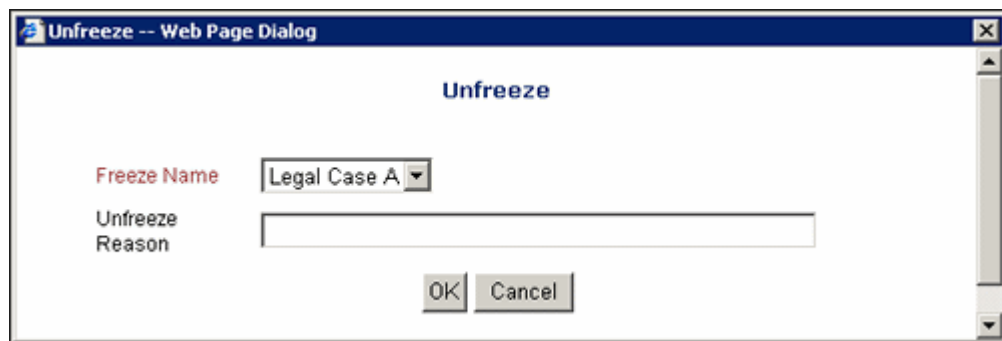 Unfreeze -- Web Page Dialog
Unfreeze
Freeze Name Legal Case A
Unfreeze
Reason
OK Cancel